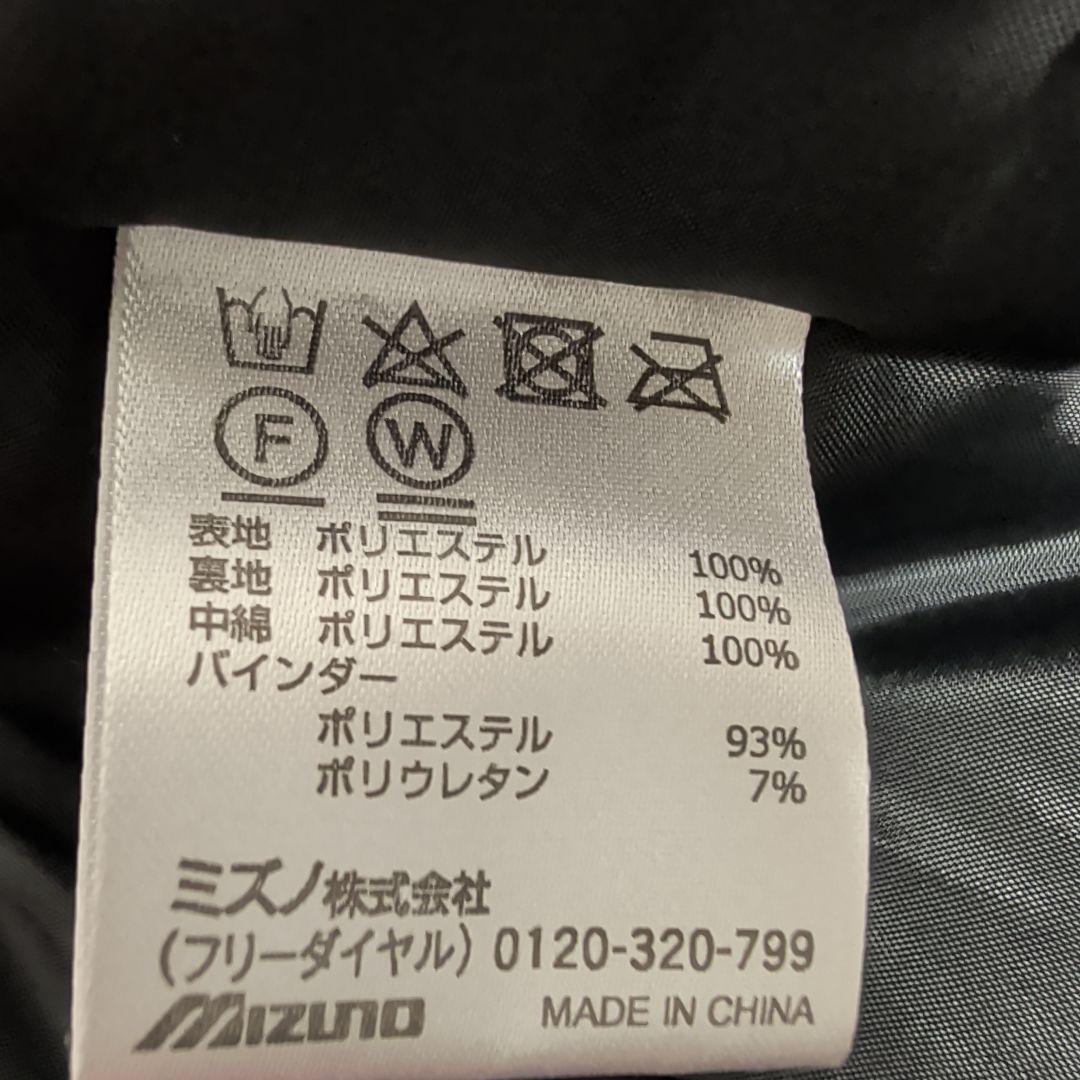 F W
表地 ポリエステル 100%
裏地 ポリエステル 100%
中綿 ポリエステル 100%
バインダー
ポリエステル 93%
ポリウレタン 7%
ミズノ株式会社
(フリーダイヤル) 0120-320-799
MIZUNO MADE IN CHINA